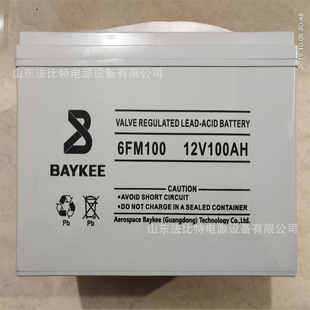 2019.10.05 20:48
山东法比特电源设备有限公司
BAYKEE
VALVE REGULATED LEAD-ACID BATTERY
6FM100 12V100AH
CAUTION
● AVOID SHORT CIRCUIT
● DO NOT CHARGE IN A SEALED CONTAINER
Pb
Aerospace Baykee (Guangdong) Technology Co.,Ltd.
山东法比特电源设备有限公司